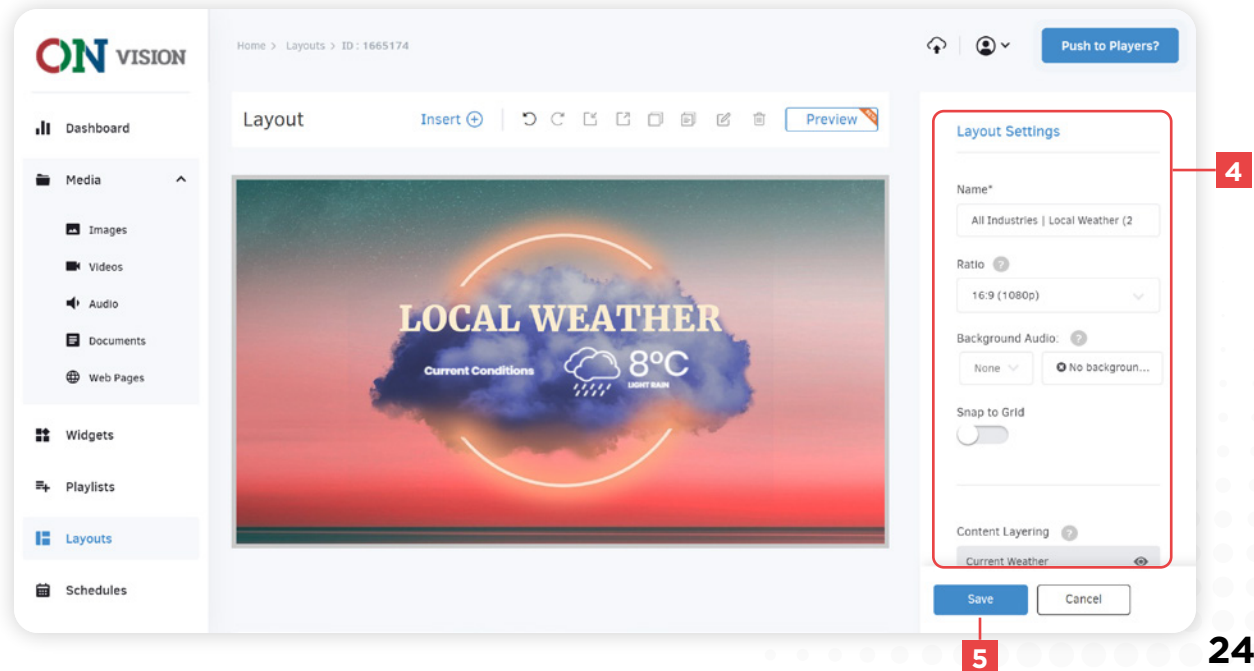 ON VISION
Home > Layouts > ID : 1665174
Push to Players?
Dashboard
Media
Images
Videos
Audio
Documents
Web Pages
Widgets
Playlists
Layouts
Schedules
Layout
Insert
Preview
LOCAL WEATHER
Current Conditions
8°C
LIGHT RAIN
Layout Settings
Name*
All Industries | Local Weather (2
Ratio ?
16:9 (1080p)
Background Audio: ?
None
No backgroun...
Snap to Grid
Content Layering ?
Current Weather
Save
Cancel
4
5
24